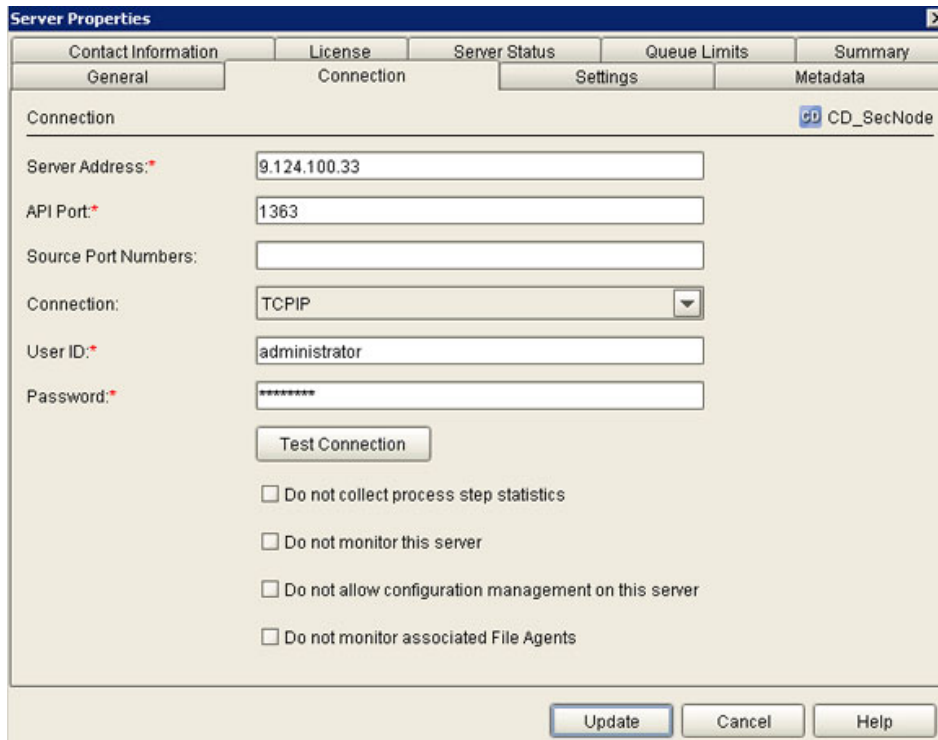 Server Properties
Contact Information License Server Status Queue Limits Summary
General Connection Settings Metadata
Connection CD CD_SecNode
Server Address:* 9.124.100.33
API Port:* 1363
Source Port Numbers:
Connection: TCPIP
User ID:* administrator
Password:* ********
Test Connection
Do not collect process step statistics
Do not monitor this server
Do not allow configuration management on this server
Do not monitor associated File Agents
Update Cancel Help